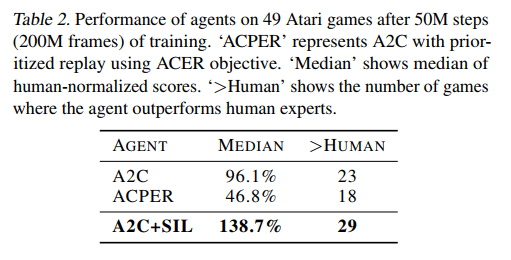 Table 2. Performance of agents on 49 Atari games after 50M steps
(200M frames) of training. ‘ACPER’ represents A2C with prior-
itized replay using ACER objective. ‘Median’ shows median of
human-normalized scores. ‘>Human’ shows the number of games
where the agent outperforms human experts.
AGENT MEDIAN >HUMAN
A2C 96.1% 23
ACPER 46.8% 18
A2C+SIL 138.7% 29